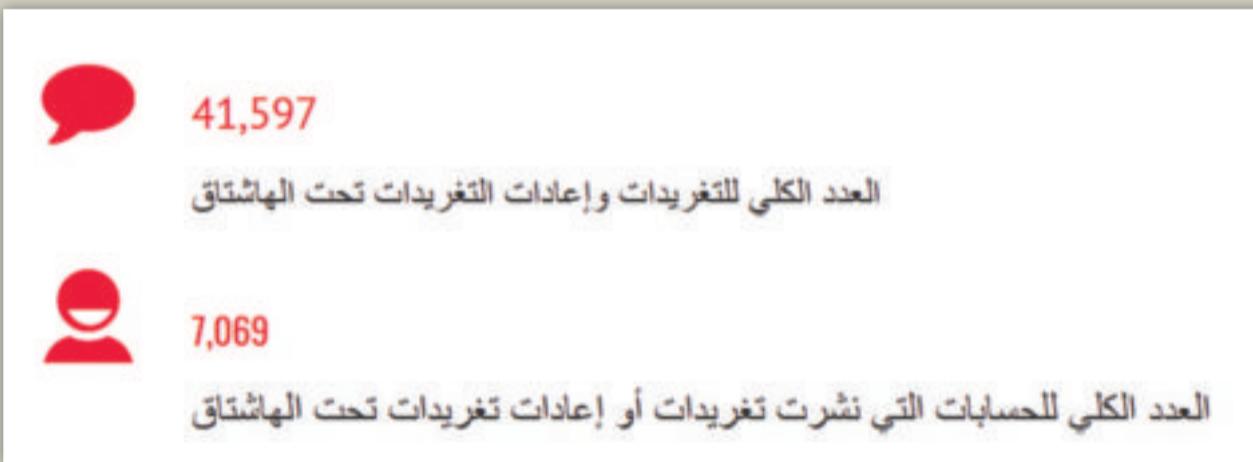 41,597
العدد الكلي للتغريدات وإعادات التغريدات تحت الهاشتاق
7,069
العدد الكلي للحسابات التي نشرت تغريدات أو إعادات تغريدات تحت الهاشتاق